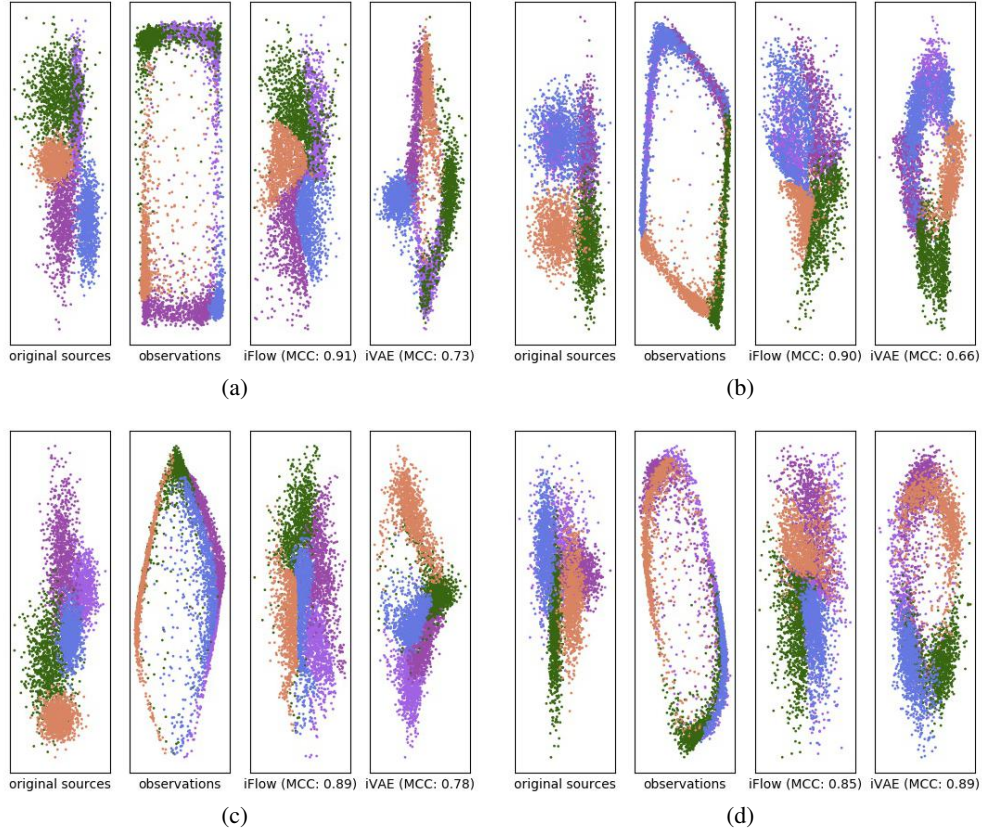 original sources observations iFlow (MCC: 0.91) iVAE (MCC: 0.73)
(a)
original sources observations iFlow (MCC: 0.90) iVAE (MCC: 0.66)
(b)
original sources observations iFlow (MCC: 0.89) iVAE (MCC: 0.78)
(c)
original sources observations iFlow (MCC: 0.85) iVAE (MCC: 0.89)
(d)